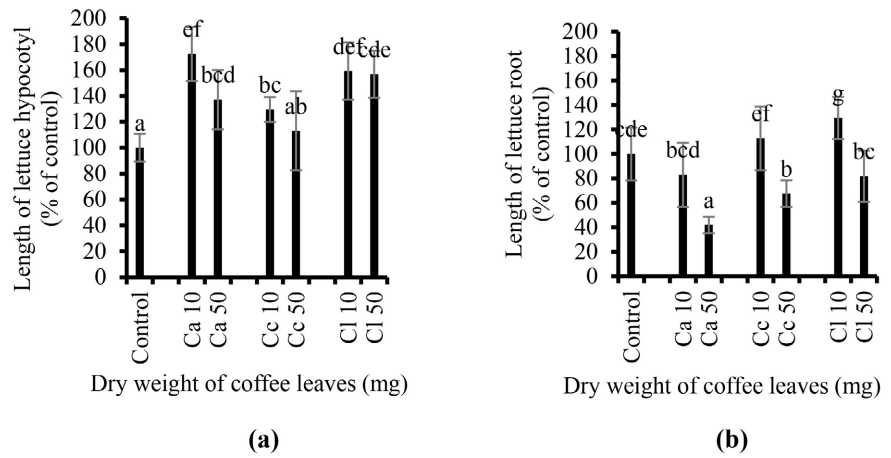 Length of lettuce hypocotyl
(% of control)
200
180
160
140
120
100
80
60
40
20
0
a
ef
bcd
bc
ab
def
cde
Control
Ca 10
Ca 50
Cc 10
Cc 50
Cl 10
Cl 50
Dry weight of coffee leaves (mg)
(a)
Length of lettuce root
(% of control)
200
180
160
140
120
100
80
60
40
20
0
cde
bcd
a
ef
b
g
bc
Control
Ca 10
Ca 50
Cc 10
Cc 50
Cl 10
Cl 50
Dry weight of coffee leaves (mg)
(b)